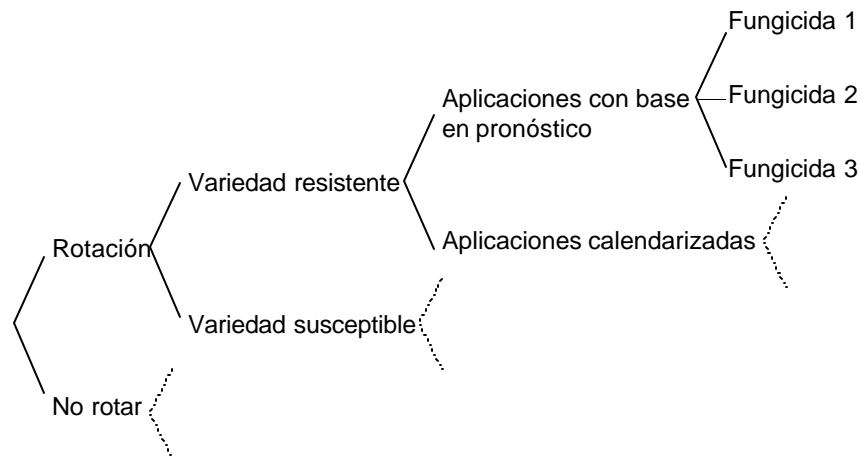 Fungicida 1
Aplicaciones con base
en pronóstico
Fungicida 2
Fungicida 3
Variedad resistente
Aplicaciones calendarizadas
Rotación
Variedad susceptible
No rotar